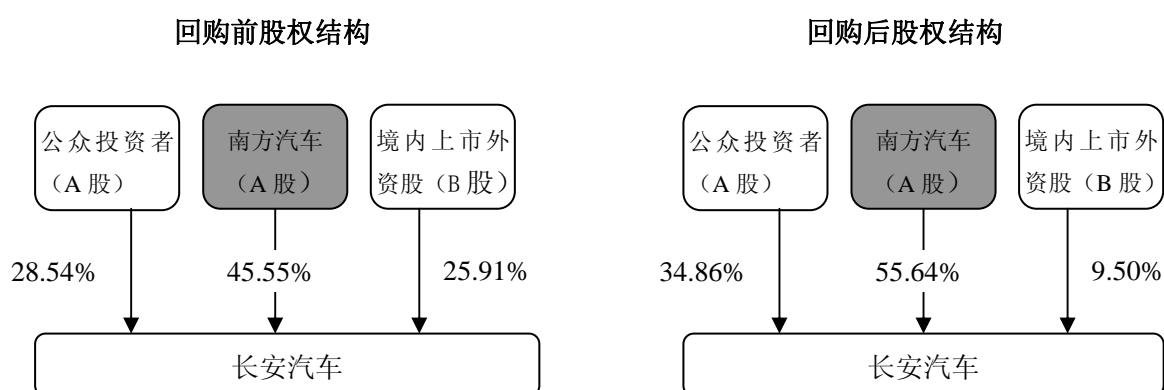 回购前股权结构
公众投资者
（A 股）
南方汽车
（A 股）
境内上市外
资股（B 股）
28.54%
45.55%
25.91%
长安汽车
回购后股权结构
公众投资者
（A 股）
南方汽车
（A 股）
境内上市外
资股（B 股）
34.86%
55.64%
9.50%
长安汽车